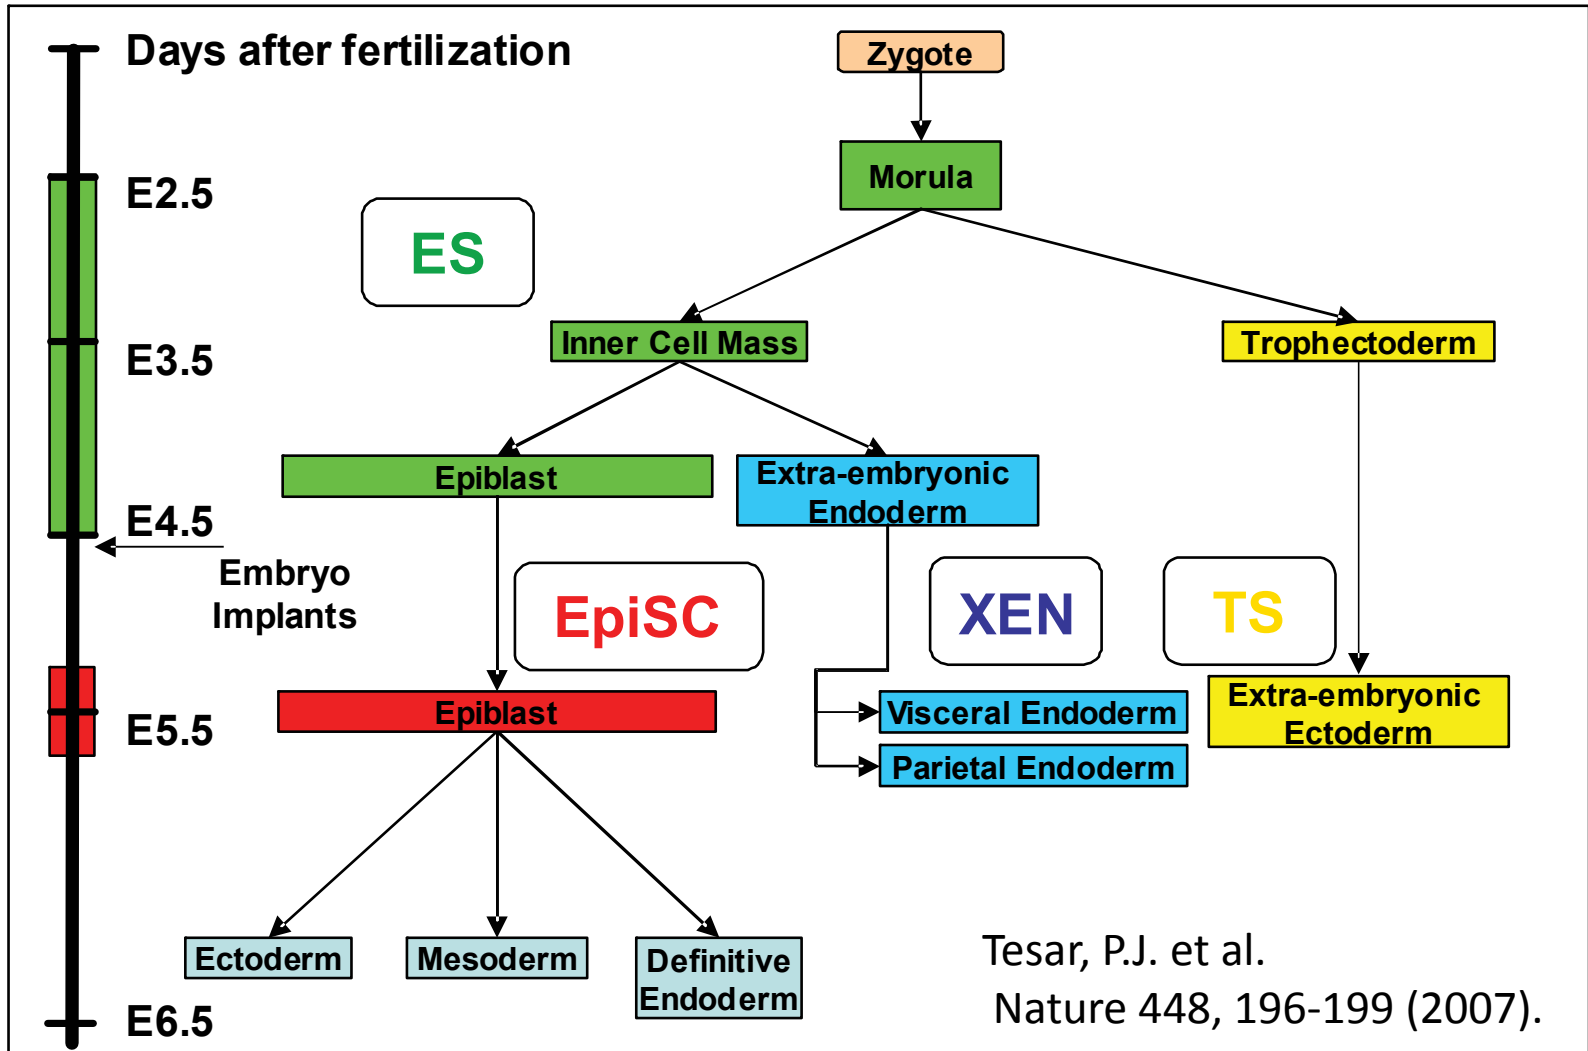 Days after fertilization
Zygote
Morula
E2.5
ES
Inner Cell Mass
Trophectoderm
E3.5
Epiblast
Extra-embryonic
Endoderm
E4.5
Embryo
Implants
EpiSC
XEN
TS
Epiblast
Visceral Endoderm
Parietal Endoderm
Extra-embryonic
Ectoderm
E5.5
Ectoderm
Mesoderm
Definitive
Endoderm
Tesar, P.J. et al.
Nature 448, 196-199 (2007).
E6.5